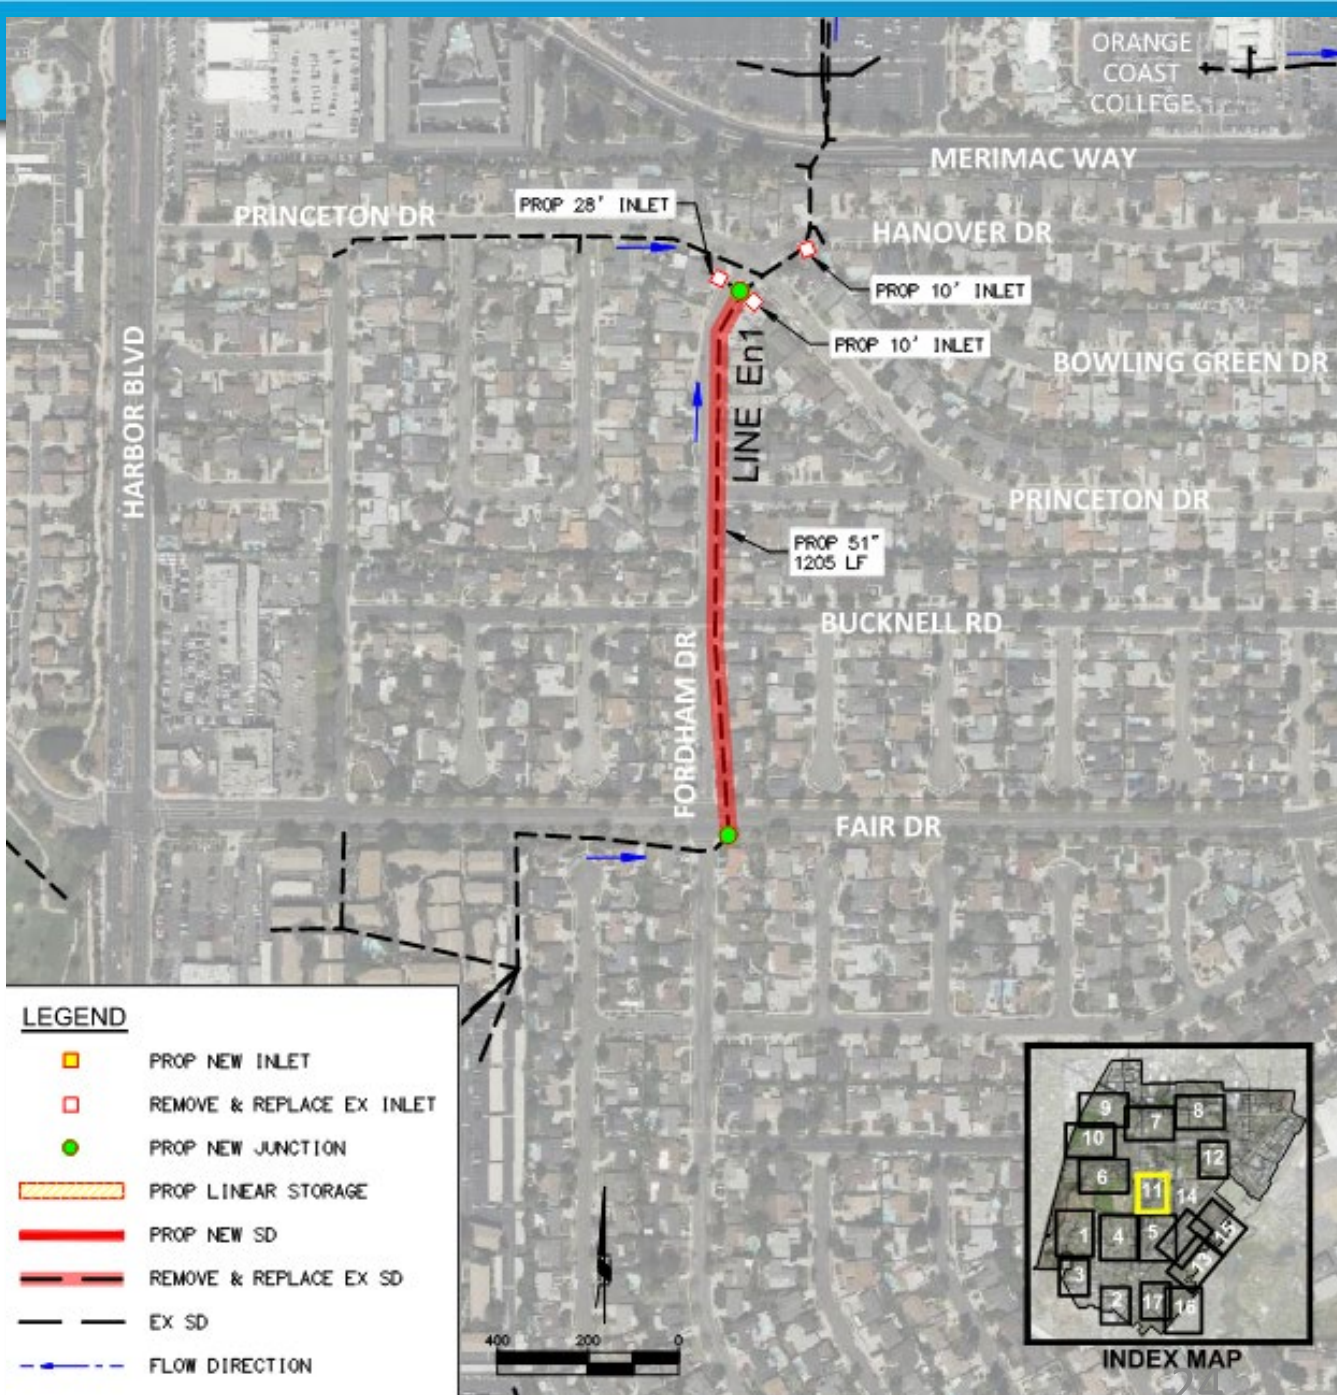 ORANGE
COAST
COLLEGE
MERIMAC WAY
PROP 28' INLET
PRINCETON DR
HANOVER DR
PROP 10' INLET
PROP 10' INLET
HARBOR BLVD
LINE En1
BOWLING GREEN DR
PRINCETON DR
PROP 51"
1205 LF
BUCKNELL RD
FORDHAM DR
FAIR DR
LEGEND
PROP NEW INLET
REMOVE & REPLACE EX INLET
PROP NEW JUNCTION
PROP LINEAR STORAGE
PROP NEW SD
REMOVE & REPLACE EX SD
EX SD
FLOW DIRECTION
400 200 0
9
7
8
10
12
6
11
14
1
4
5
15
13
3
2
17
16
INDEX MAP